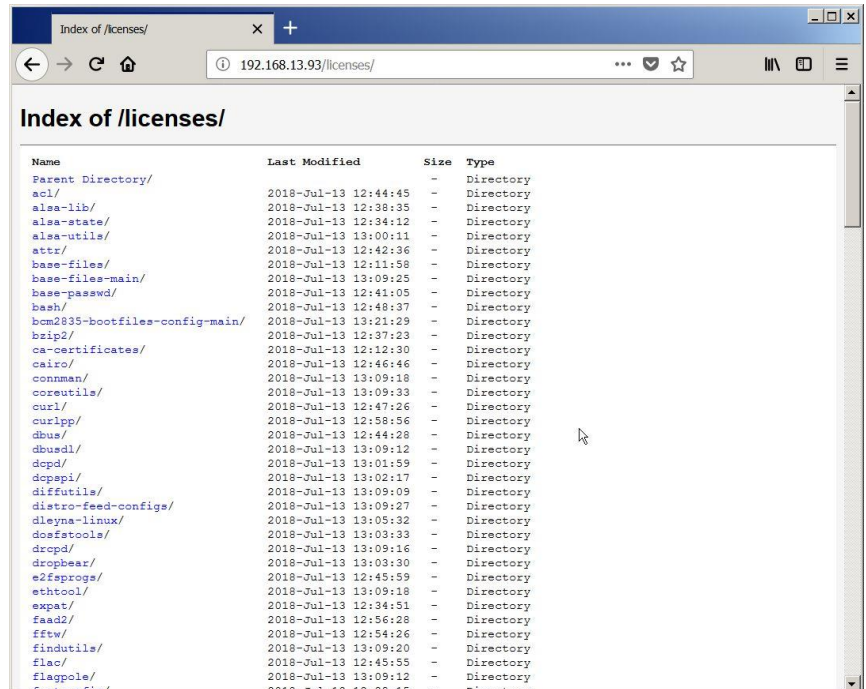 Index of /licenses/
192.168.13.93/licenses/
Index of /licenses/
Name Last Modified Size Type
Parent Directory/ - Directory
acl/ 2018-Jul-13 12:44:45 - Directory
alsa-lib/ 2018-Jul-13 12:38:35 - Directory
alsa-state/ 2018-Jul-13 12:34:12 - Directory
alsa-utils/ 2018-Jul-13 13:00:11 - Directory
attr/ 2018-Jul-13 12:42:36 - Directory
base-files/ 2018-Jul-13 12:11:58 - Directory
base-files-main/ 2018-Jul-13 13:09:25 - Directory
base-passwd/ 2018-Jul-13 12:41:05 - Directory
bash/ 2018-Jul-13 12:48:37 - Directory
bcm2835-bootfiles-config-main/ 2018-Jul-13 13:21:29 - Directory
bzip2/ 2018-Jul-13 12:37:23 - Directory
ca-certificates/ 2018-Jul-13 12:12:30 - Directory
cairo/ 2018-Jul-13 12:46:46 - Directory
connman/ 2018-Jul-13 13:09:18 - Directory
coreutils/ 2018-Jul-13 13:09:33 - Directory
curl/ 2018-Jul-13 12:47:26 - Directory
curlpp/ 2018-Jul-13 12:58:56 - Directory
dbus/ 2018-Jul-13 12:44:28 - Directory
dbusdl/ 2018-Jul-13 13:09:12 - Directory
dcpd/ 2018-Jul-13 13:01:59 - Directory
dcpspi/ 2018-Jul-13 13:02:17 - Directory
diffutils/ 2018-Jul-13 13:09:09 - Directory
distro-feed-configs/ 2018-Jul-13 13:09:27 - Directory
dleyna-linux/ 2018-Jul-13 13:05:32 - Directory
dosfstools/ 2018-Jul-13 13:03:33 - Directory
drcpd/ 2018-Jul-13 13:09:16 - Directory
dropbear/ 2018-Jul-13 13:03:30 - Directory
e2fsprogs/ 2018-Jul-13 12:45:59 - Directory
ethtool/ 2018-Jul-13 13:09:18 - Directory
expat/ 2018-Jul-13 12:34:51 - Directory
faad2/ 2018-Jul-13 12:56:28 - Directory
fftw/ 2018-Jul-13 12:54:26 - Directory
findutils/ 2018-Jul-13 13:09:20 - Directory
flac/ 2018-Jul-13 12:45:55 - Directory
flagpole/ 2018-Jul-13 13:09:12 - Directory